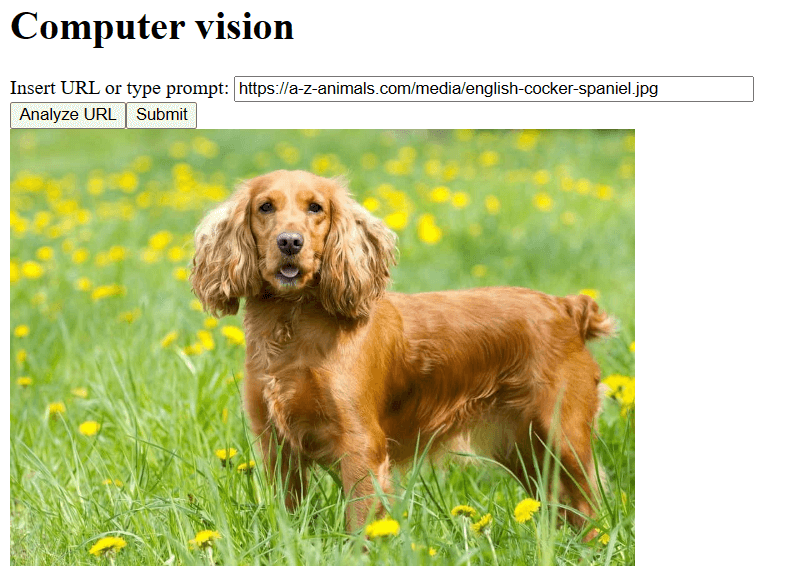 Computer vision
Insert URL or type prompt: https://a-z-animals.com/media/english-cocker-spaniel.jpg
Analyze URL Submit